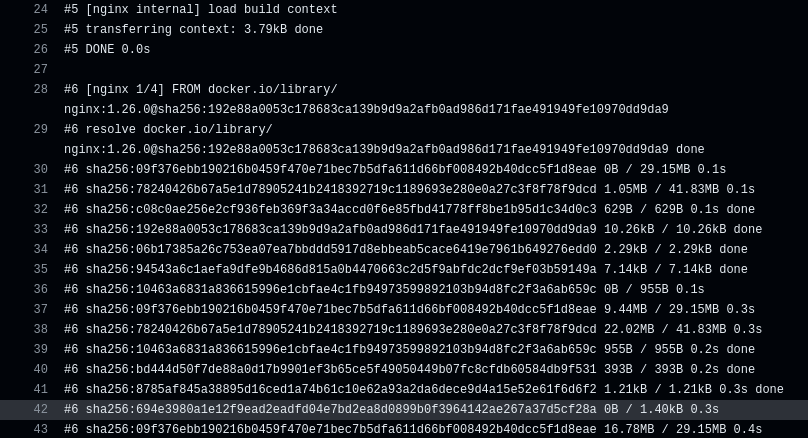 24 #5 [nginx internal] load build context
25 #5 transferring context: 3.79kB done
26 #5 DONE 0.0s
27
28 #6 [nginx 1/4] FROM docker.io/library/
nginx:1.26.0@sha256:192e88a0053c178683ca139b9d9a2afb0ad986d171fae491949fe10970dd9da9
29 #6 resolve docker.io/library/
nginx:1.26.0@sha256:192e88a0053c178683ca139b9d9a2afb0ad986d171fae491949fe10970dd9da9 done
30 #6 sha256:09f376ebb190216b0459f470e71bec7b5dfa611d66bf008492b40dcc5f1d8eae 0B / 29.15MB 0.1s
31 #6 sha256:78240426b67a5e1d78905241b2418392719c1189693e280e0a27c3f8f78f9dcd 1.05MB / 41.83MB 0.1s
32 #6 sha256:c08c0ae256e2cf936feb369f3a34accd0f6e85fbd41778ff8be1b95d1c34d0c3 629B / 629B 0.1s done
33 #6 sha256:192e88a0053c178683ca139b9d9a2afb0ad986d171fae491949fe10970dd9da9 10.26kB / 10.26kB done
34 #6 sha256:06b17385a26c753ea07ea7bbddd5917d8ebbeab5cace6419e7961b649276edd0 2.29kB / 2.29kB done
35 #6 sha256:94543a6c1aefa9dfe9b4686d815a0b4470663c2d5f9abfdc2dcf9ef03b59149a 7.14kB / 7.14kB done
36 #6 sha256:10463a6831a836615996e1cbfae4c1fb94973599892103b94d8fc2f3a6ab659c 0B / 955B 0.1s
37 #6 sha256:09f376ebb190216b0459f470e71bec7b5dfa611d66bf008492b40dcc5f1d8eae 9.44MB / 29.15MB 0.3s
38 #6 sha256:78240426b67a5e1d78905241b2418392719c1189693e280e0a27c3f8f78f9dcd 22.02MB / 41.83MB 0.3s
39 #6 sha256:10463a6831a836615996e1cbfae4c1fb94973599892103b94d8fc2f3a6ab659c 955B / 955B 0.2s done
40 #6 sha256:bd444d50f7de88a0d17b9901ef3b65ce5f49050449b07fc8cfdb60584db9f531 393B / 393B 0.2s done
41 #6 sha256:8785af845a38895d16ced1a74b61c10e62a93a2da6dece9d4a15e52e61f6d6f2 1.21kB / 1.21kB 0.3s done
42 #6 sha256:694e3980a1e12f9ead2eadfd04e7bd2ea8d0899b0f3964142ae267a37d5cf28a 0B / 1.40kB 0.3s
43 #6 sha256:09f376ebb190216b0459f470e71bec7b5dfa611d66bf008492b40dcc5f1d8eae 16.78MB / 29.15MB 0.4s